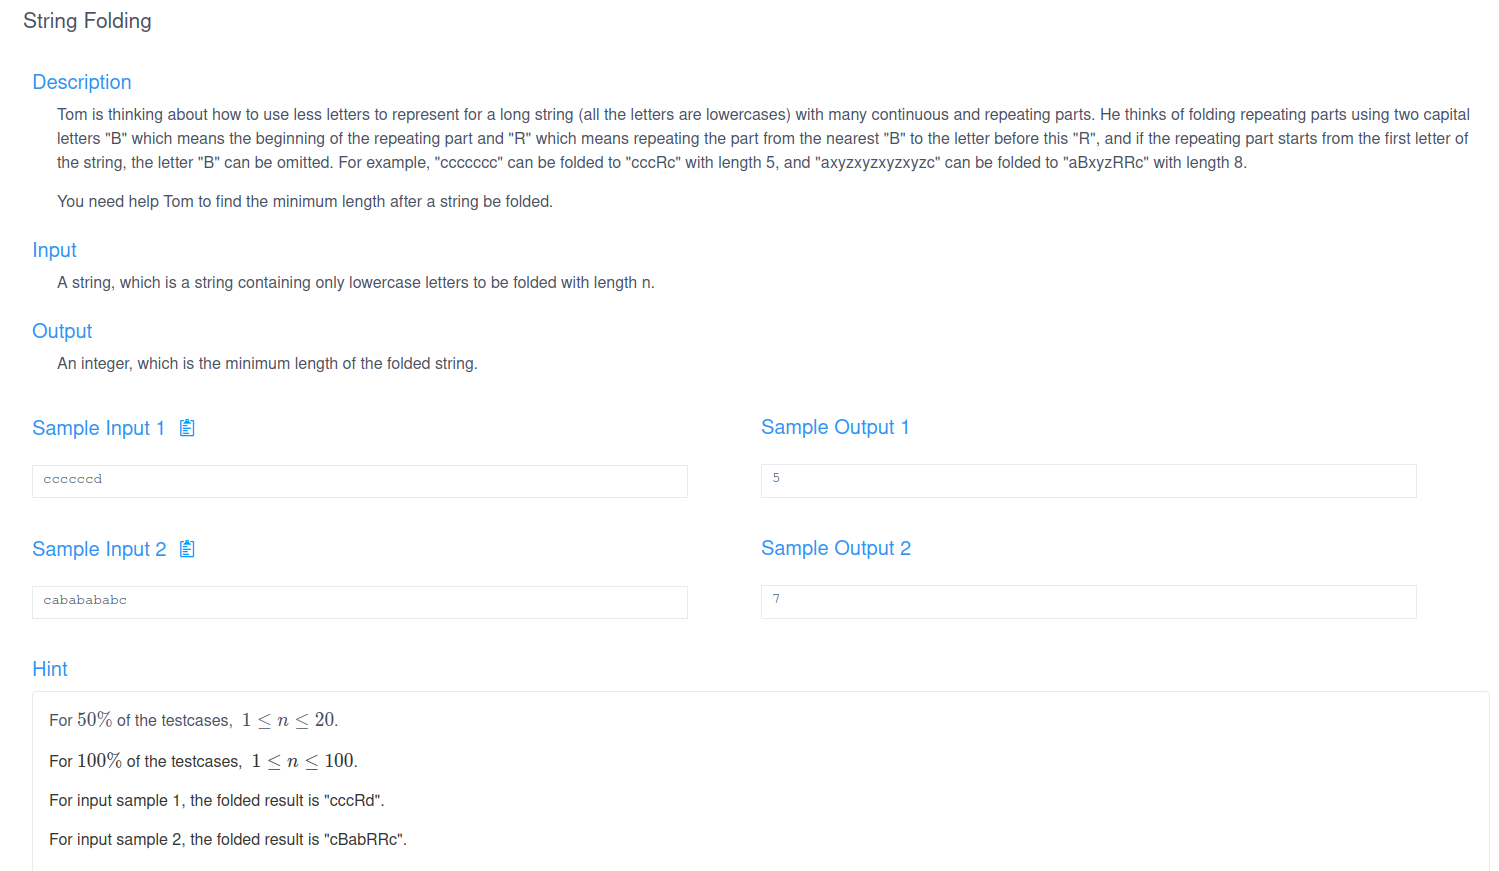 String Folding
Description
Tom is thinking about how to use less letters to represent for a long string (all the letters are lowercases) with many continuous and repeating parts. He thinks of folding repeating parts using two capital
letters "B" which means the beginning of the repeating part and "R" which means repeating the part from the nearest "B" to the letter before this "R", and if the repeating part starts from the first letter of
the string, the letter "B" can be omitted. For example, "ccccccc" can be folded to "cccRc" with length 5, and "axyzxyzxyzxyzc" can be folded to "aBxyzRRc" with length 8.
You need help Tom to find the minimum length after a string be folded.
Input
A string, which is a string containing only lowercase letters to be folded with length n.
Output
An integer, which is the minimum length of the folded string.
Sample Input 1
Sample Output 1
ccccccd
5
Sample Input 2
Sample Output 2
cababababc
7
Hint
For 50% of the testcases, 1 ≤ n ≤ 20.
For 100% of the testcases, 1 ≤ n ≤ 100.
For input sample 1, the folded result is "cccRd".
For input sample 2, the folded result is "cBabRRc".